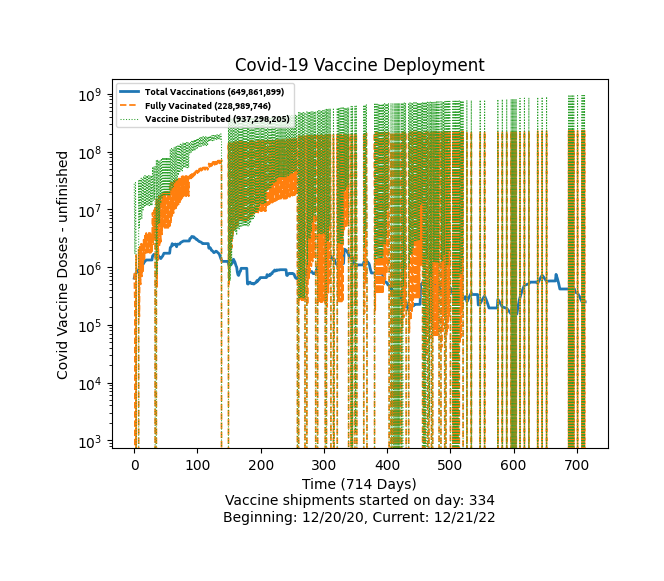 Covid-19 Vaccine Deployment
Total Vaccinations (649,861,899)
Fully Vacinated (228,989,746)
Vaccine Distributed (937,298,205)
Covid Vaccine Doses - unfinished
10⁹
10⁸
10⁷
10⁶
10⁵
10⁴
10³
0 100 200 300 400 500 600 700
Time (714 Days)
Vaccine shipments started on day: 334
Beginning: 12/20/20, Current: 12/21/22